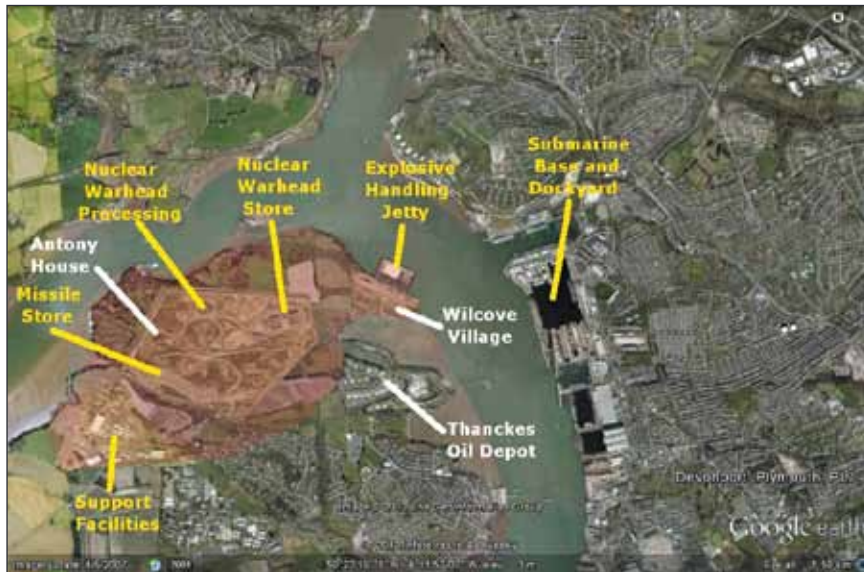 Nuclear
Warhead
Processing
Nuclear
Warhead
Store
Explosive
Handling
Jetty
Submarine
Base and
Dockyard
Antony
House
Missile
Store
Wilcove
Village
Thanckes
Oil Depot
Support
Facilities
Devonport, Plymouth,
Google earth